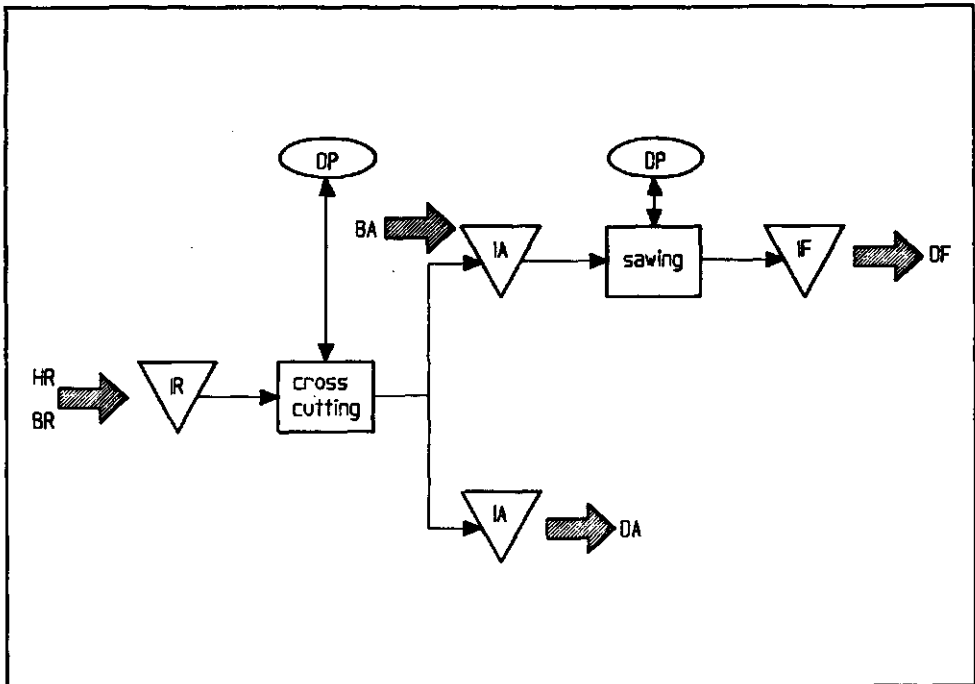 DP
DP
BA
IA
sawing
IF
DF
HR
BR
IR
cross
cutting
IA
DA